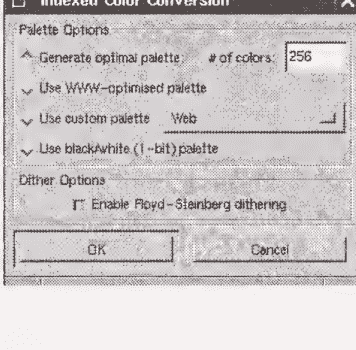 Indexed Color Conversion
Palette Options
Generate optimal palette: # of colors: 256
Use WWW-optimised palette
Use custom palette Web
Use black/white (1-bit) palette
Dither Options
Enable Floyd-Steinberg dithering
OK Cancel